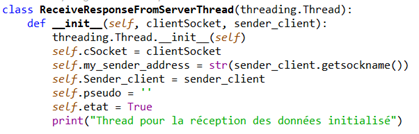 class ReceiveResponseFromServerThread(threading.Thread):
    def __init__(self, clientSocket, sender_client):
        threading.Thread.__init__(self)
        self.cSocket = clientSocket
        self.my_sender_address = str(sender_client.getsockname())
        self.Sender_client = sender_client
        self.pseudo = ''
        self.etat = True
        print("Thread pour la réception des données initialisé")